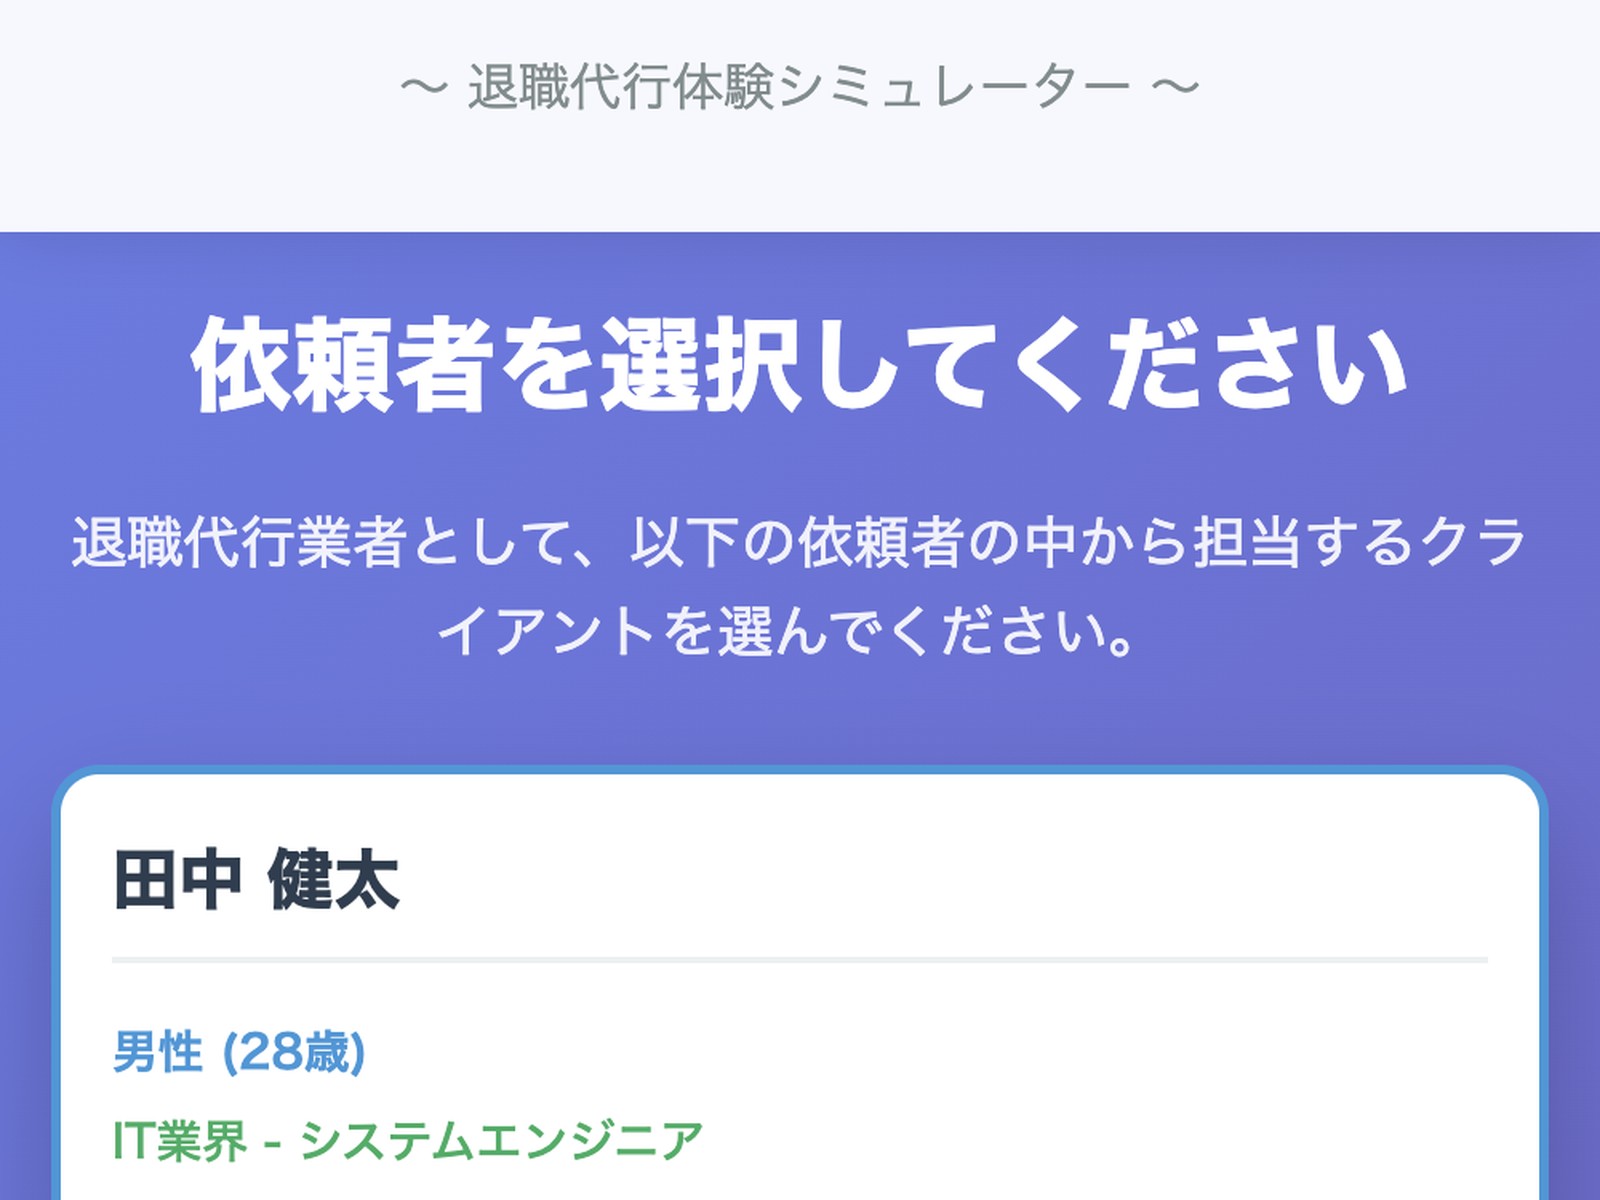 〜 退職代行体験シミュレーター 〜
依頼者を選択してください
退職代行業者として、以下の依頼者の中から担当するクラ
イアントを選んでください。
田中 健太
男性 (28歳)
IT業界 - システムエンジニア